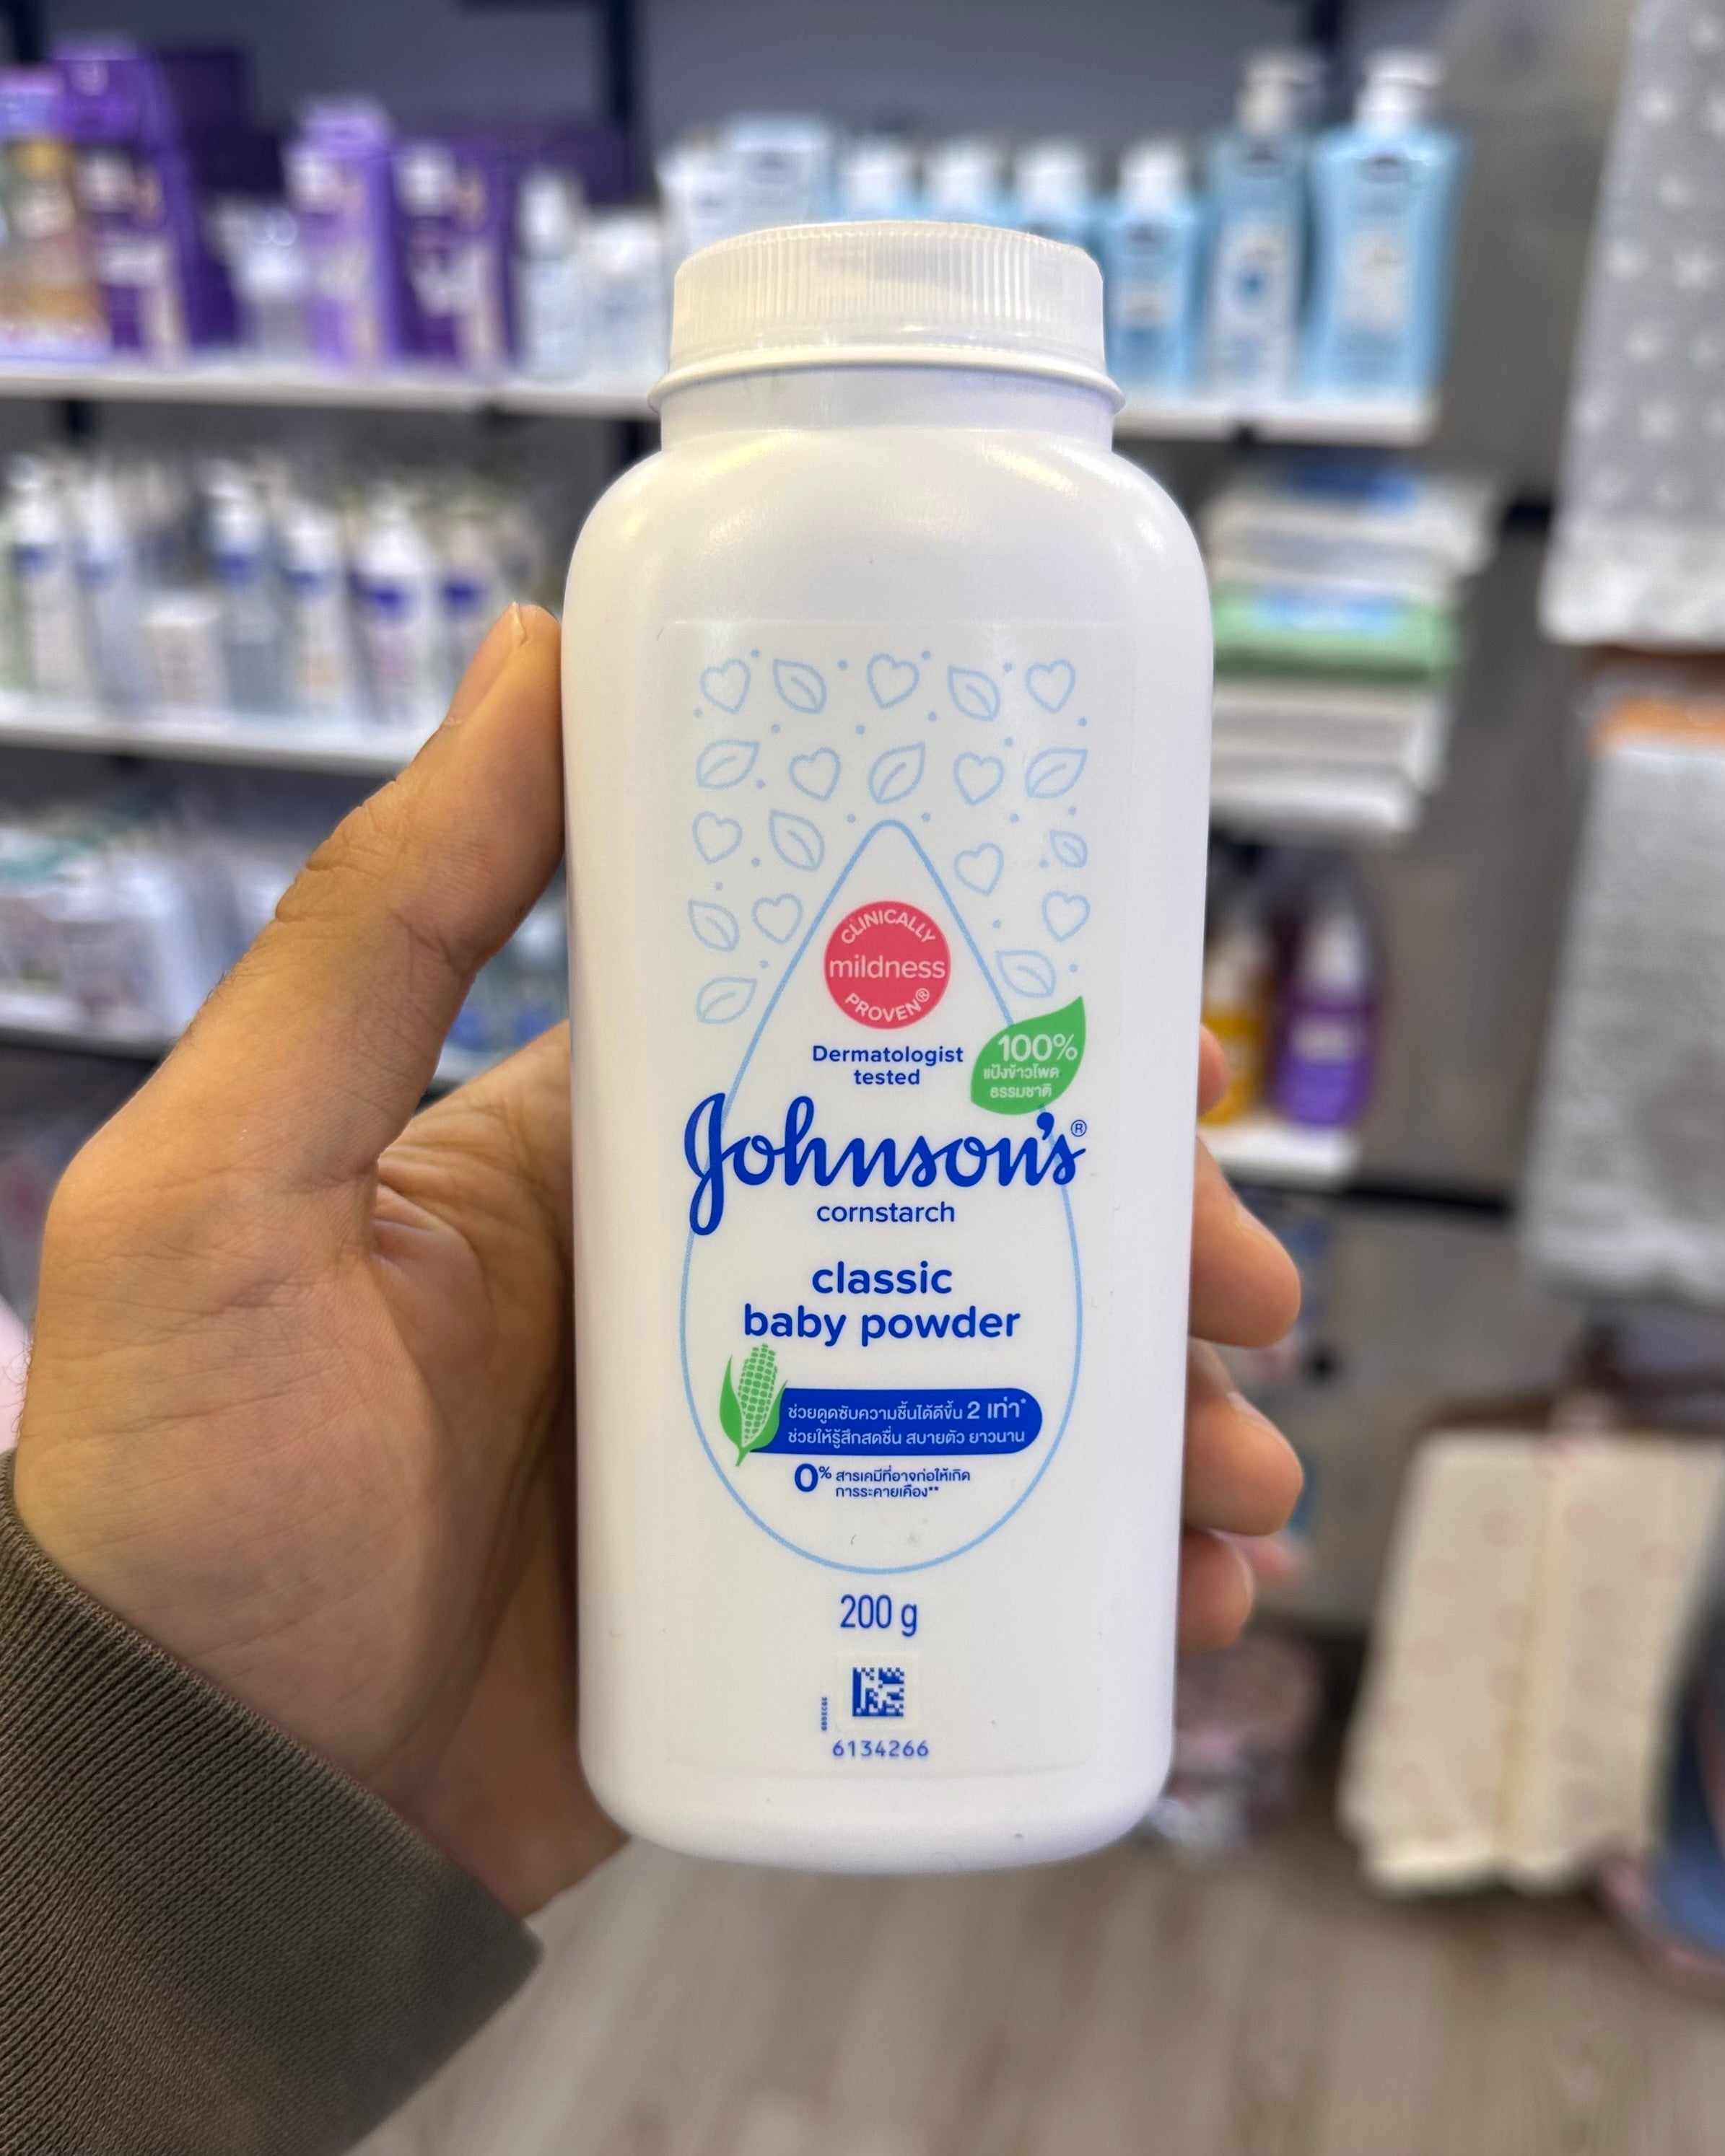 CLINICALLY
mildness
PROVEN®
Dermatologist
tested
100%
แป้งข้าวโพด
ธรรมชาติ
Johnson's®
cornstarch
classic
baby powder
ช่วยดูดซับความชื้นได้ดีขึ้น 2 เท่า*
ช่วยให้รู้สึกสดชื่น สบายตัว ยาวนาน
0% สารเคมีที่อาจก่อให้เกิด
การระคายเคือง**
200 g
6134266